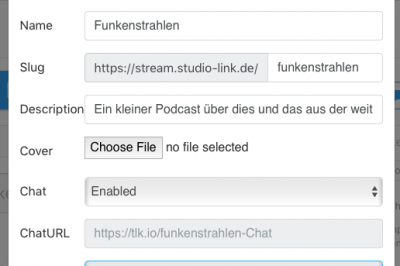 Name Funkenstrahlen
Slug https://stream.studio-link.de/ funkenstrahlen
Description Ein kleiner Podcast über dies und das aus der weit
Cover Choose File no file selected
Chat Enabled
ChatURL https://tlk.io/funkenstrahlen-Chat